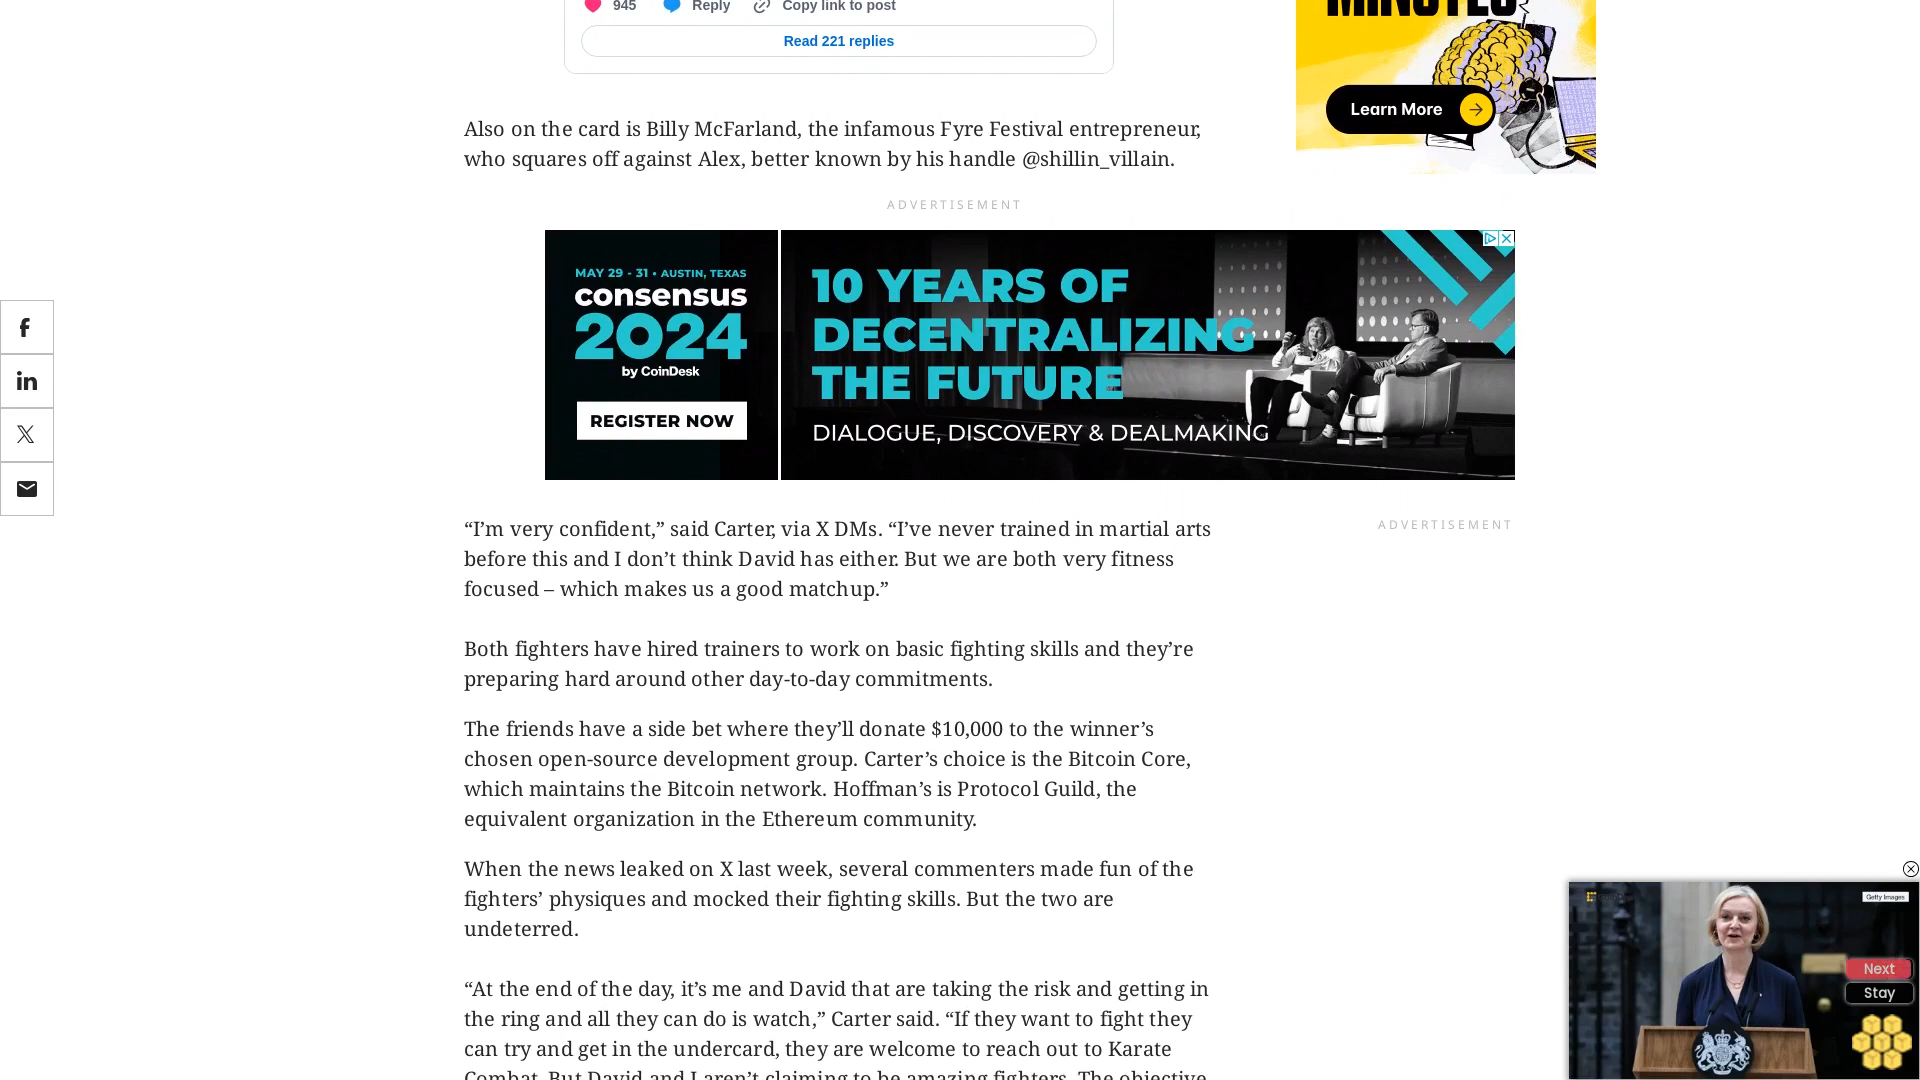 945 Reply Copy link to post
Read 221 replies
Learn More
Also on the card is Billy McFarland, the infamous Fyre Festival entrepreneur,
who squares off against Alex, better known by his handle @shillin_villain.
ADVERTISEMENT
MAY 29 - 31 • AUSTIN, TEXAS
consensus
2024
by CoinDesk
REGISTER NOW
10 YEARS OF
DECENTRALIZING
THE FUTURE
DIALOGUE, DISCOVERY & DEALMAKING
“I’m very confident,” said Carter, via X DMs. “I’ve never trained in martial arts
before this and I don’t think David has either. But we are both very fitness
focused – which makes us a good matchup.”
ADVERTISEMENT
Both fighters have hired trainers to work on basic fighting skills and they’re
preparing hard around other day-to-day commitments.
The friends have a side bet where they’ll donate $10,000 to the winner’s
chosen open-source development group. Carter’s choice is the Bitcoin Core,
which maintains the Bitcoin network. Hoffman’s is Protocol Guild, the
equivalent organization in the Ethereum community.
When the news leaked on X last week, several commenters made fun of the
fighters’ physiques and mocked their fighting skills. But the two are
undeterred.
“At the end of the day, it’s me and David that are taking the risk and getting in
the ring and all they can do is watch,” Carter said. “If they want to fight they
can try and get in the undercard, they are welcome to reach out to Karate
Combat. But David and I aren’t claiming to be amazing fighters. The objective
Getty Images
Next
Stay